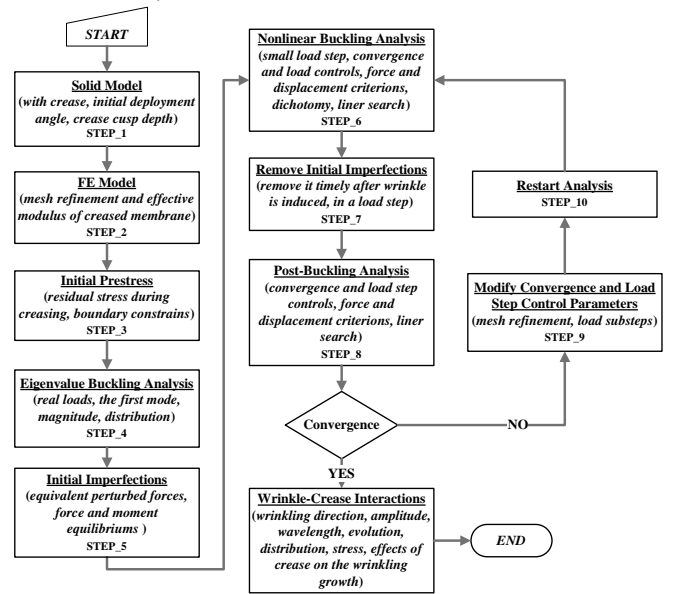 START
Solid Model
(with crease, initial deployment
angle, crease cusp depth)
STEP_1
FE Model
(mesh refinement and effective
modulus of creased membrane)
STEP_2
Initial Prestress
(residual stress during
creasing, boundary constrains)
STEP_3
Eigenvalue Buckling Analysis
(real loads, the first mode,
magnitude, distribution)
STEP_4
Initial Imperfections
(equivalent perturbed forces,
force and moment
equilibriums )
STEP_5
Nonlinear Buckling Analysis
(small load step, convergence
and load controls, force and
displacement criterions,
dichotomy, liner search)
STEP_6
Remove Initial Imperfections
(remove it timely after wrinkle
is induced, in a load step)
STEP_7
Post-Buckling Analysis
(convergence and load step
controls, force and
displacement criterions, liner
search)
STEP_8
Convergence
NO
Modify Convergence and Load
Step Control Parameters
(mesh refinement, load substeps)
STEP_9
Restart Analysis
STEP_10
YES
Wrinkle-Crease Interactions
(wrinkling direction, amplitude,
wavelength, evolution,
distribution, stress, effects of
crease on the wrinkling
growth)
END